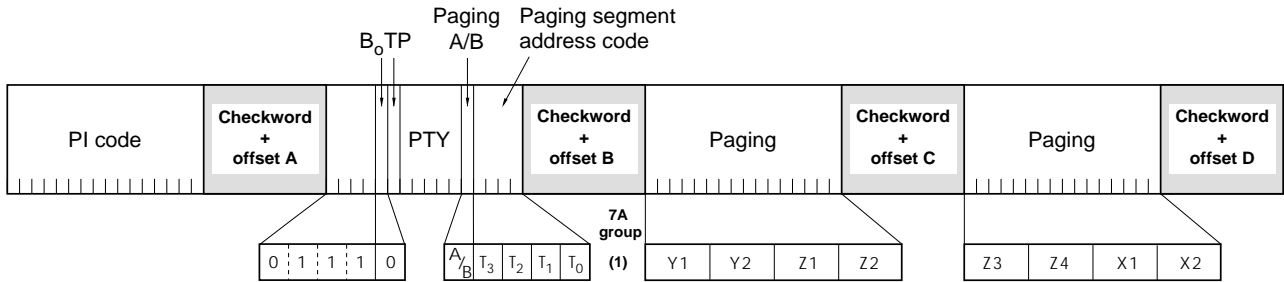 Paging Paging segment
B₀TP A/B address code
PI code
Checkword
+
offset A
PTY
Checkword
+
offset B
Paging
Checkword
+
offset C
Paging
Checkword
+
offset D
0 1 1 1 1 0
A/B T₃ T₂ T₁ T₀
7A
group
(1)
Y1 Y2 Z1 Z2
Z3 Z4 X1 X2